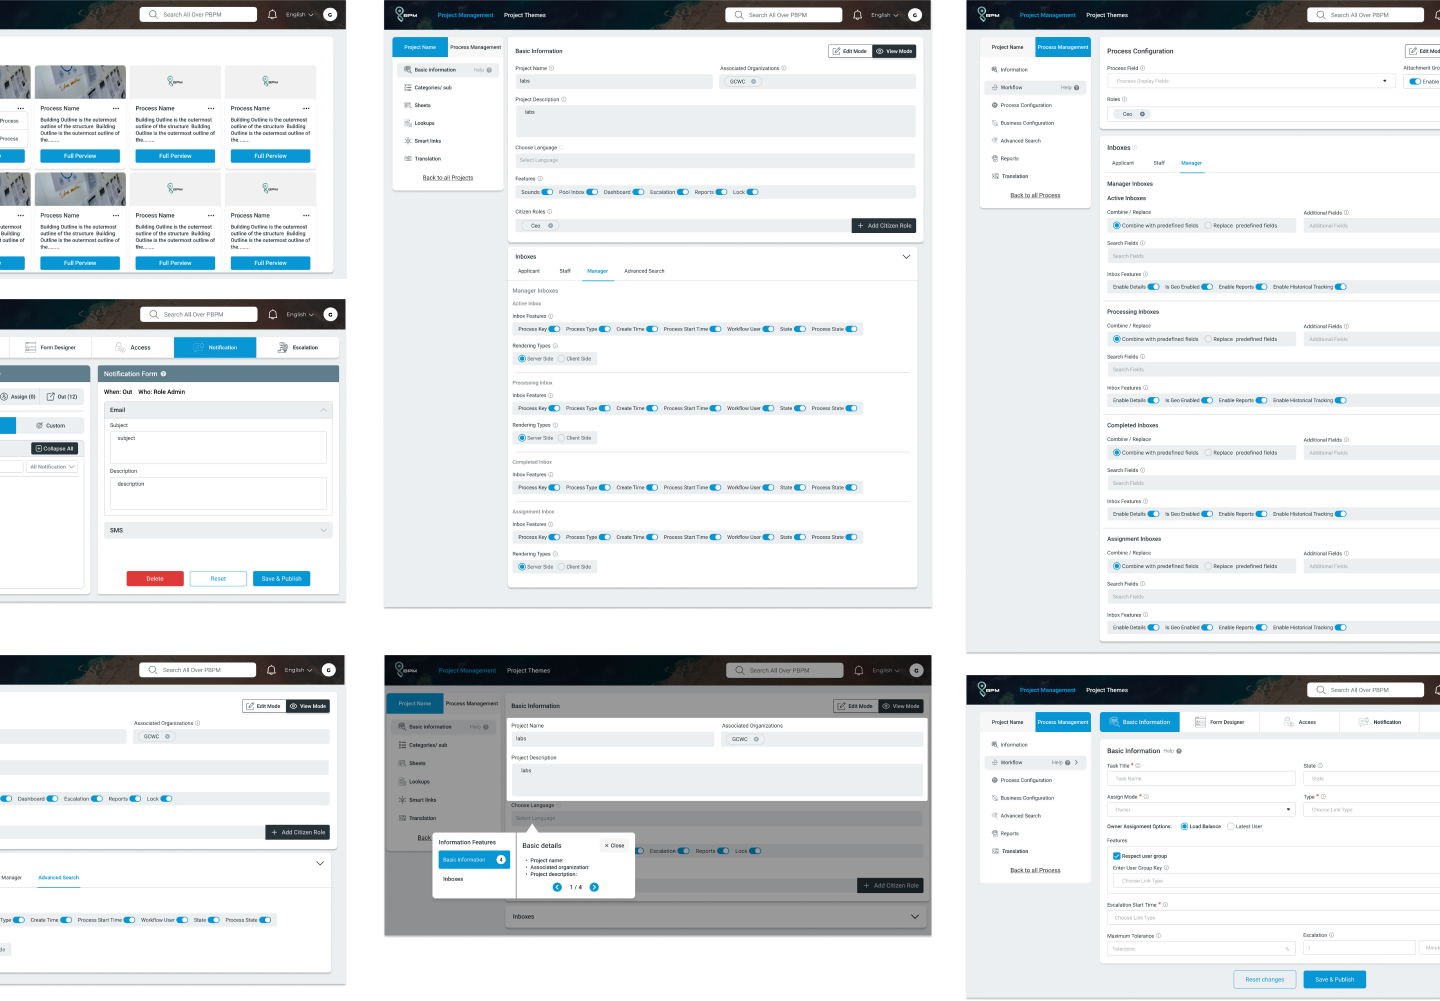 Search All Over PBPM
English
G
Process Name
Process Name
Process Name
Process
Process
Building Outline is the outermost outline of the structure Building Outline is the outermost outline of the........
Building Outline is the outermost outline of the structure Building Outline is the outermost outline of the........
Building Outline is the outermost outline of the structure Building Outline is the outermost outline of the........
Full Perview
Full Perview
Full Perview
Process Name
Process Name
Process Name
Building Outline is the outermost outline of the structure Building Outline is the outermost outline of the........
Building Outline is the outermost outline of the structure Building Outline is the outermost outline of the........
Building Outline is the outermost outline of the structure Building Outline is the outermost outline of the........
Full Perview
Full Perview
Full Perview
Search All Over PBPM
English
G
Form Designer
Access
Notification
Escalation
Assign (0)
Out (12)
Custom
Collapse All
All Notification
Notification Form
When: Out Who: Role Admin
Email
Subject
subject
Description
description
SMS
Delete
Reset
Save & Publish
Search All Over PBPM
English
G
Edit Mode
View Mode
Associated Organizations
GCWC
Dashboard
Escalation
Reports
Lock
+ Add Citizen Role
Manager
Advanced Search
Type
Create Time
Process Start Time
Workflow User
State
Process State
BPM
Project Management
Project Themes
Search All Over PBPM
English
G
Project Name
Process Management
Basic information
Help
Categories/ sub
Sheets
Lookups
Smart links
Translation
Back to all Projects
Basic Information
Edit Mode
View Mode
Project Name
labs
Associated Organizations
GCWC
Project Description
labs
Choose Language
Select Language
Features
Sounds
Pool Inbox
Dashboard
Escalation
Reports
Lock
Citizen Roles
Ceo
+ Add Citizen Role
Inboxes
Applicant
Staff
Manager
Advanced Search
Manager Inboxes
Active Inbox
Inbox Features
Process Key
Process Type
Create Time
Process Start Time
Workflow User
State
Process State
Rendering Types
Server Side
Client Side
Processing Inbox
Inbox Features
Process Key
Process Type
Create Time
Process Start Time
Workflow User
State
Process State
Rendering Types
Server Side
Client Side
Completed Inbox
Inbox Features
Process Key
Process Type
Create Time
Process Start Time
Workflow User
State
Process State
Assignment Inbox
Inbox Features
Process Key
Process Type
Create Time
Process Start Time
Workflow User
State
Process State
Rendering Types
Server Side
Client Side
BPM
Project Management
Project Themes
Search All Over PBPM
English
G
Project Name
Process Management
Basic information
Help
Categories/ sub
Sheets
Lookups
Smart links
Translation
Back
Basic Information
Edit Mode
View Mode
Project Name
labs
Associated Organizations
GCWC
Project Description
labs
Choose Language
Select Language
Escalation
Reports
Lock
+ Add Citizen Role
Inboxes
Information Features
Basic Information
4
Inboxes
Basic details
× Close
• Project name:
• Associated organization:
• Project description:
1 / 4
BPM
Project Management
Project Themes
Search All Over PBPM
Project Name
Process Management
Information
Workflow
Help
Process Configuration
Business Configuration
Advanced Search
Reports
Translation
Back to all Process
Process Configuration
Process Field
Process Display Fields
Enable
Roles
Ceo
Inboxes
Applicant
Staff
Manager
Manager Inboxes
Active Inboxes
Combine / Replace
Combine with predefined fields
Replace predefined fields
Additional Fields
Additional Fields
Search Fields
Search Fields
Inbox Features
Enable Details
Is Geo Enabled
Enable Reports
Enable Historical Tracking
Processing Inboxes
Combine / Replace
Combine with predefined fields
Replace predefined fields
Additional Fields
Additional Fields
Search Fields
Search Fields
Inbox Features
Enable Details
Is Geo Enabled
Enable Reports
Enable Historical Tracking
Completed Inboxes
Combine / Replace
Combine with predefined fields
Replace predefined fields
Additional Fields
Additional Fields
Search Fields
Search Fields
Inbox Features
Enable Details
Is Geo Enabled
Enable Reports
Enable Historical Tracking
Assignment Inboxes
Combine / Replace
Combine with predefined fields
Replace predefined fields
Additional Fields
Additional Fields
Search Fields
Search Fields
Inbox Features
Enable Details
Is Geo Enabled
Enable Reports
Enable Historical Tracking
BPM
Project Management
Project Themes
Search All Over PBPM
Project Name
Process Management
Information
Workflow
Help
Process Configuration
Business Configuration
Advanced Search
Reports
Translation
Back to all Process
Basic Information
Form Designer
Access
Notification
Basic Information Help
Task Title *
Task Name
State
State
Assign Mode *
Owner
Type *
Choose Link Type
Owner Assignment Options:
Load Balance
Latest User
Features
Respect user group
Enter User Group Key
Choose Link Type
Escalation Start Time *
Choose Link Type
Maximum Tolerance
Tolerance
%
Escalation
1
Reset changes
Save & Publish